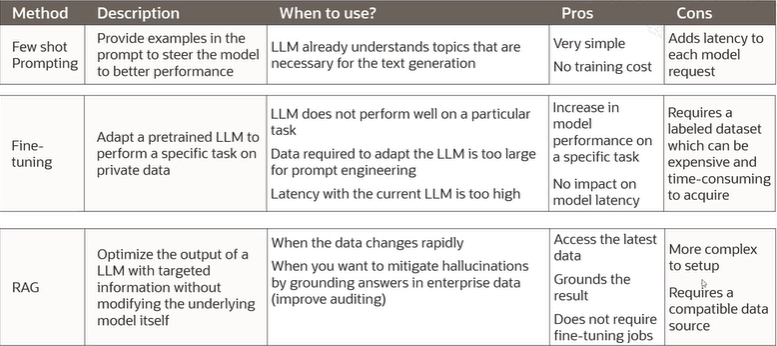 Method Description When to use? Pros Cons
Few shot
Prompting
Provide examples in the
prompt to steer the model
to better performance
LLM already understands topics that are
necessary for the text generation
Very simple
No training cost
Adds latency to
each model
request
Fine-
tuning
Adapt a pretrained LLM to
perform a specific task on
private data
LLM does not perform well on a particular
task
Data required to adapt the LLM is too large
for prompt engineering
Latency with the current LLM is too high
Increase in
model
performance on
a specific task
No impact on
model latency
Requires a
labeled dataset
which can be
expensive and
time-consuming
to acquire
RAG
Optimize the output of a
LLM with targeted
information without
modifying the underlying
model itself
When the data changes rapidly
When you want to mitigate hallucinations
by grounding answers in enterprise data
(improve auditing)
Access the latest
data
Grounds the
result
Does not require
fine-tuning jobs
More complex
to setup
Requires a
compatible data
source